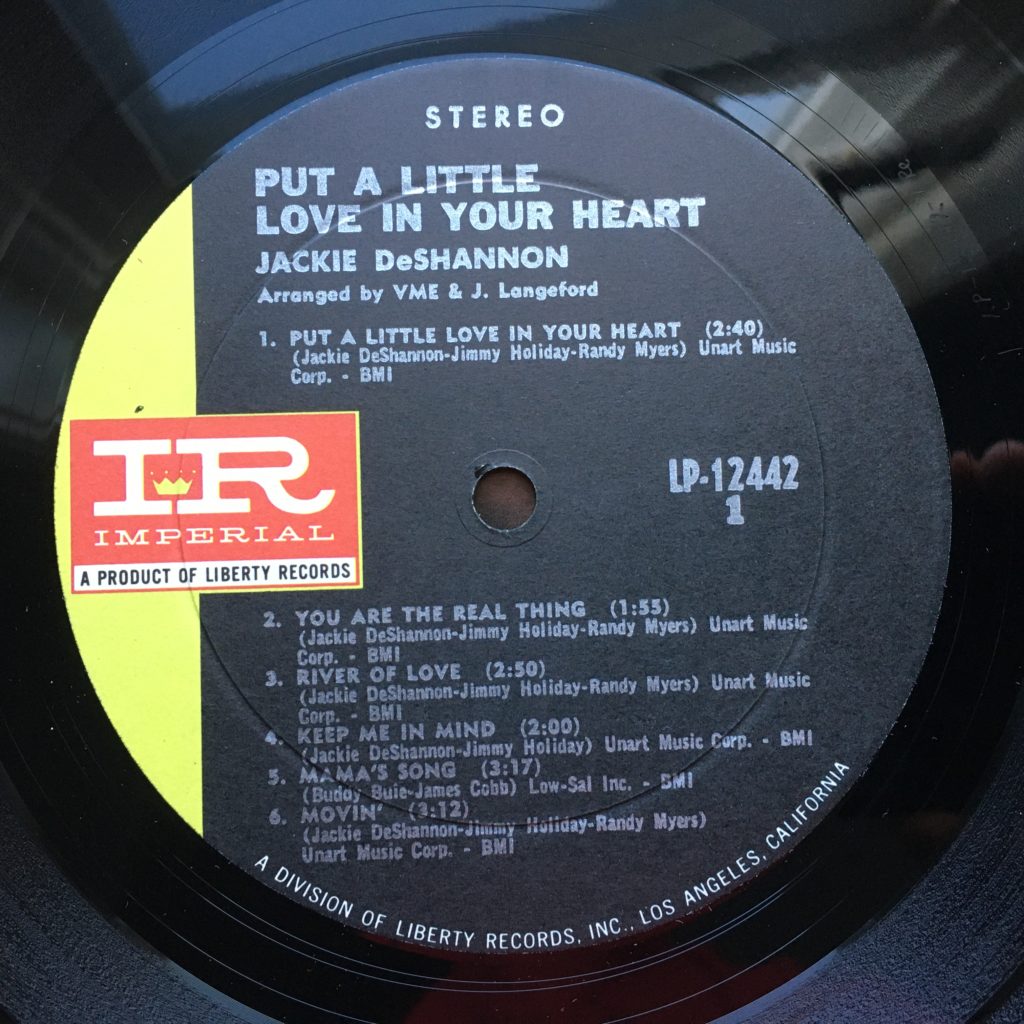 STEREO
PUT A LITTLE
LOVE IN YOUR HEART
JACKIE DeSHANNON
Arranged by VME & J. Langeford
1. PUT A LITTLE LOVE IN YOUR HEART (2:40)
(Jackie DeShannon-Jimmy Holiday-Randy Myers) Unart Music
Corp. - BMI
IR
IMPERIAL
A PRODUCT OF LIBERTY RECORDS
LP-12442
1
2. YOU ARE THE REAL THING (1:55)
(Jackie DeShannon-Jimmy Holiday-Randy Myers) Unart Music
Corp. - BMI
3. RIVER OF LOVE (2:50)
(Jackie DeShannon-Jimmy Holiday-Randy Myers) Unart Music
Corp. - BMI
4. KEEP ME IN MIND (2:00)
(Jackie DeShannon-Jimmy Holiday) Unart Music Corp. - BMI
5. MAMA'S SONG (3:17)
(Buddy Buie-James Cobb) Low-Sal Inc. - BMI
6. MOVIN' (3:12)
(Jackie DeShannon-Jimmy Holiday-Randy Myers)
Unart Music Corp. - BMI
A DIVISION OF LIBERTY RECORDS, INC., LOS ANGELES, CALIFORNIA